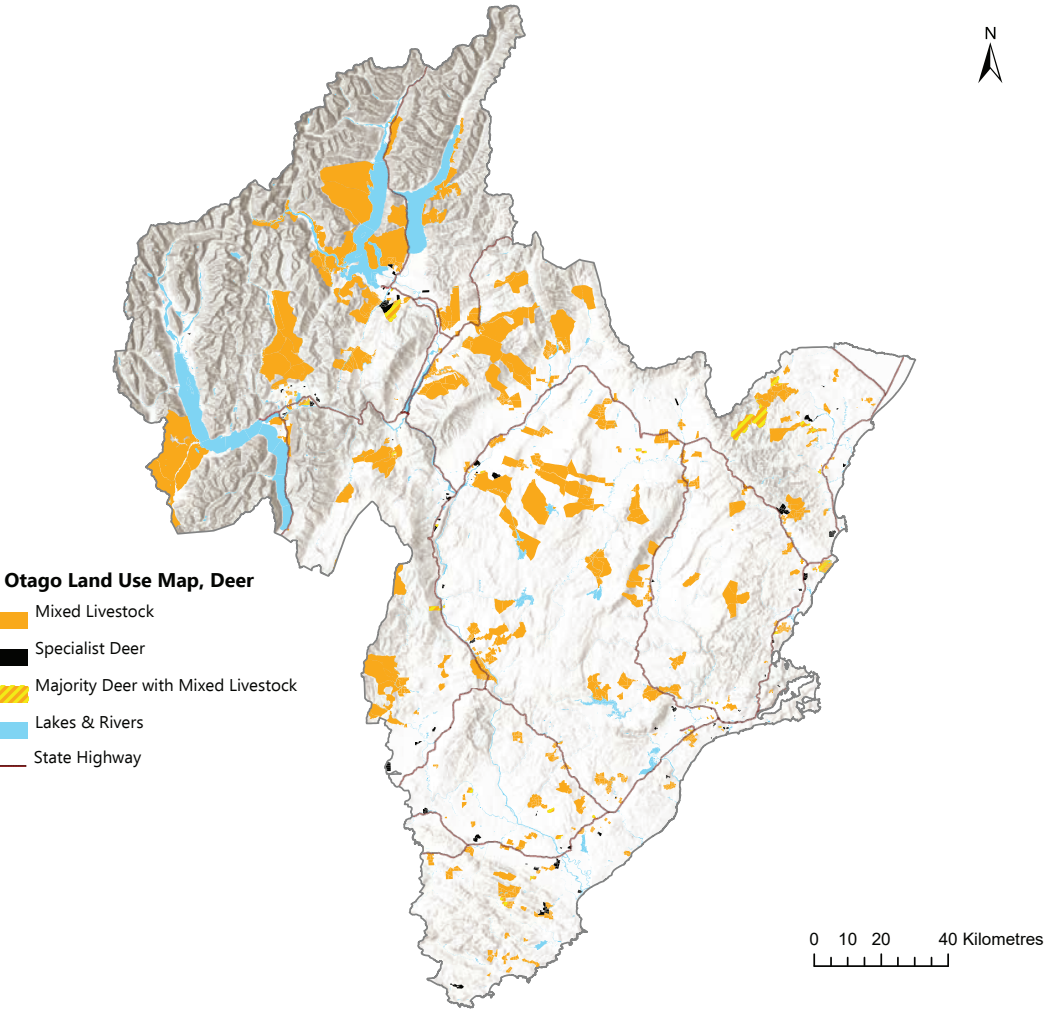 N
Otago Land Use Map, Deer
Mixed Livestock
Specialist Deer
Majority Deer with Mixed Livestock
Lakes & Rivers
State Highway
0 10 20 40 Kilometres